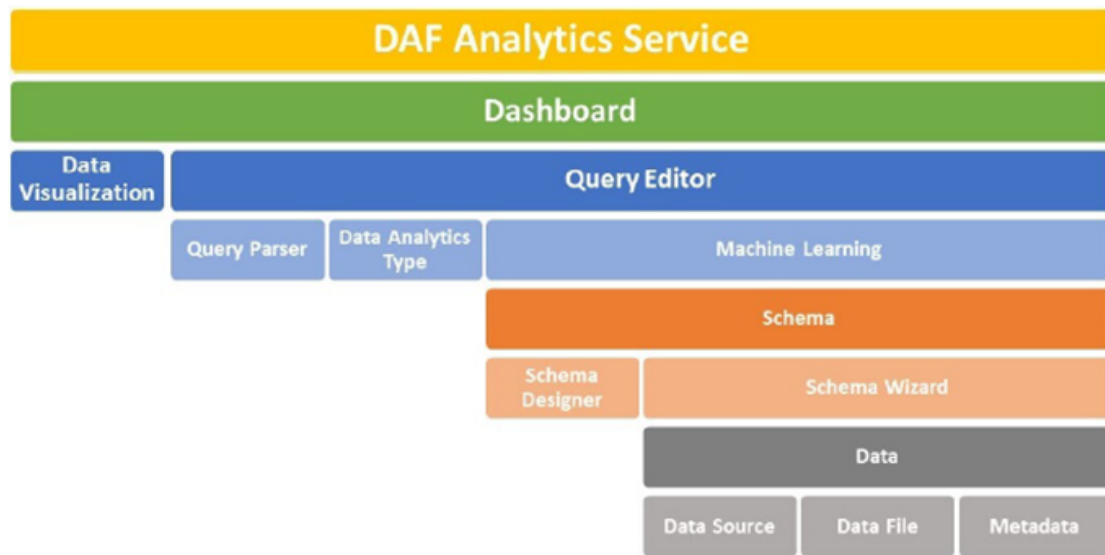 DAF Analytics Service
Dashboard
Data
Visualization
Query Editor
Query Parser
Data Analytics
Type
Machine Learning
Schema
Schema
Designer
Schema Wizard
Data
Data Source
Data File
Metadata